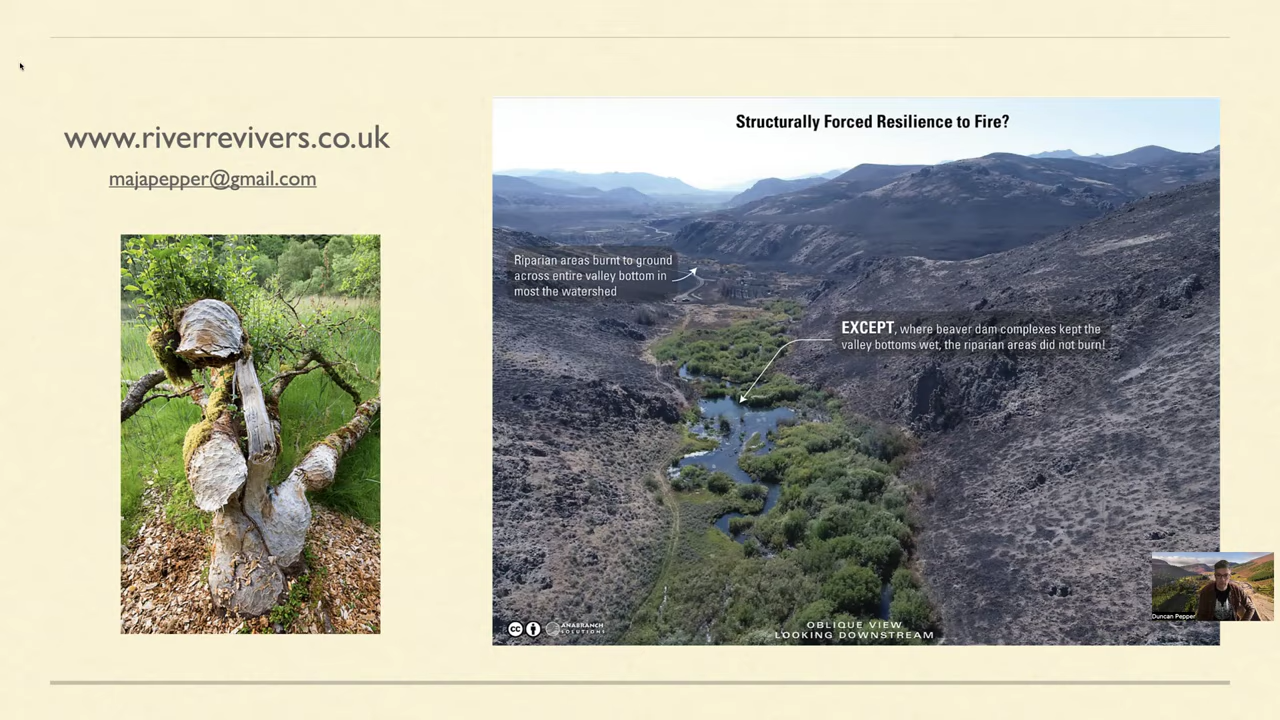 www.riverrevivers.co.uk
majapepper@gmail.com
Structurally Forced Resilience to Fire?
Riparian areas burnt to ground
across entire valley bottom in
most the watershed
EXCEPT, where beaver dam complexes kept the
valley bottoms wet, the riparian areas did not burn!
cc
ANABRANCH
SOLUTIONS
OBLIQUE VIEW
LOOKING DOWNSTREAM
Duncan Pepper